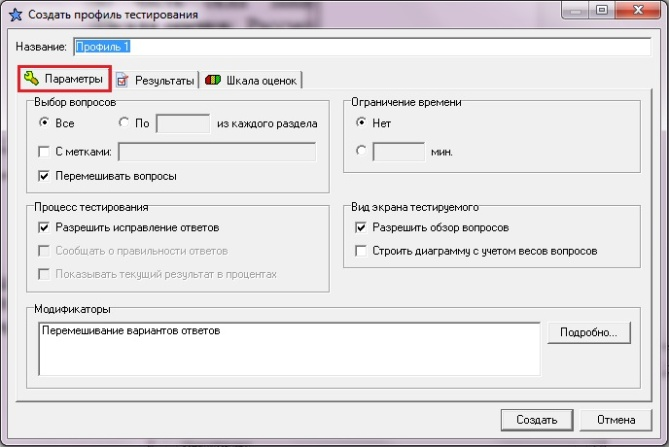 Создать профиль тестирования
Название: Профиль 1
Параметры Результаты Шкала оценок
Выбор вопросов
Все По из каждого раздела
С метками:
Перемешивать вопросы
Ограничение времени
Нет
мин.
Процесс тестирования
Разрешить исправление ответов
Сообщать о правильности ответов
Показывать текущий результат в процентах
Вид экрана тестируемого
Разрешить обзор вопросов
Строить диаграмму с учетом весов вопросов
Модификаторы
Перемешивание вариантов ответов
Подробно...
Создать Отмена